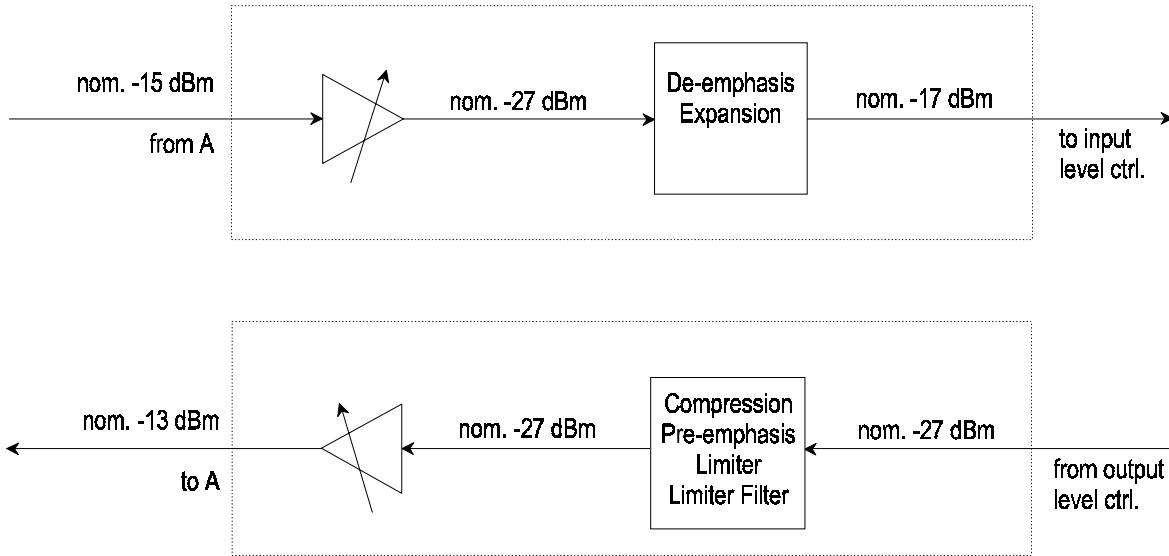 nom. -15 dBm
from A
nom. -27 dBm
De-emphasis
Expansion
nom. -17 dBm
to input
level ctrl.
nom. -13 dBm
to A
nom. -27 dBm
Compression
Pre-emphasis
Limiter
Limiter Filter
nom. -27 dBm
from output
level ctrl.